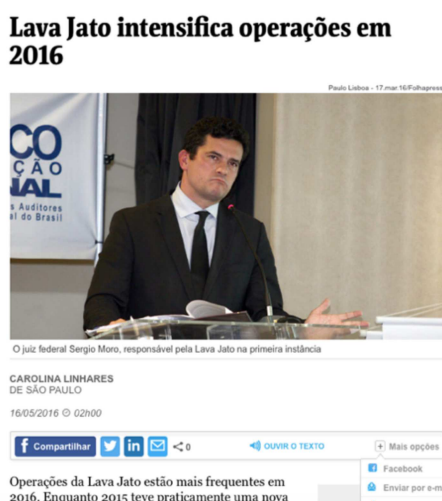 Lava Jato intensifica operações em
2016
Paulo Lisboa - 17.mar.16/Folhapress
CO
ÇÃO
NAL
s Auditores
al do Brasil
O juiz federal Sergio Moro, responsável pela Lava Jato na primeira instância
CAROLINA LINHARES
DE SÃO PAULO
16/05/2016 02h00
f Compartilhar in 0 OUVIR O TEXTO + Mais opções
Facebook
Enviar por e-m
Operações da Lava Jato estão mais frequentes em
2016. Enquanto 2015 teve praticamente uma nova